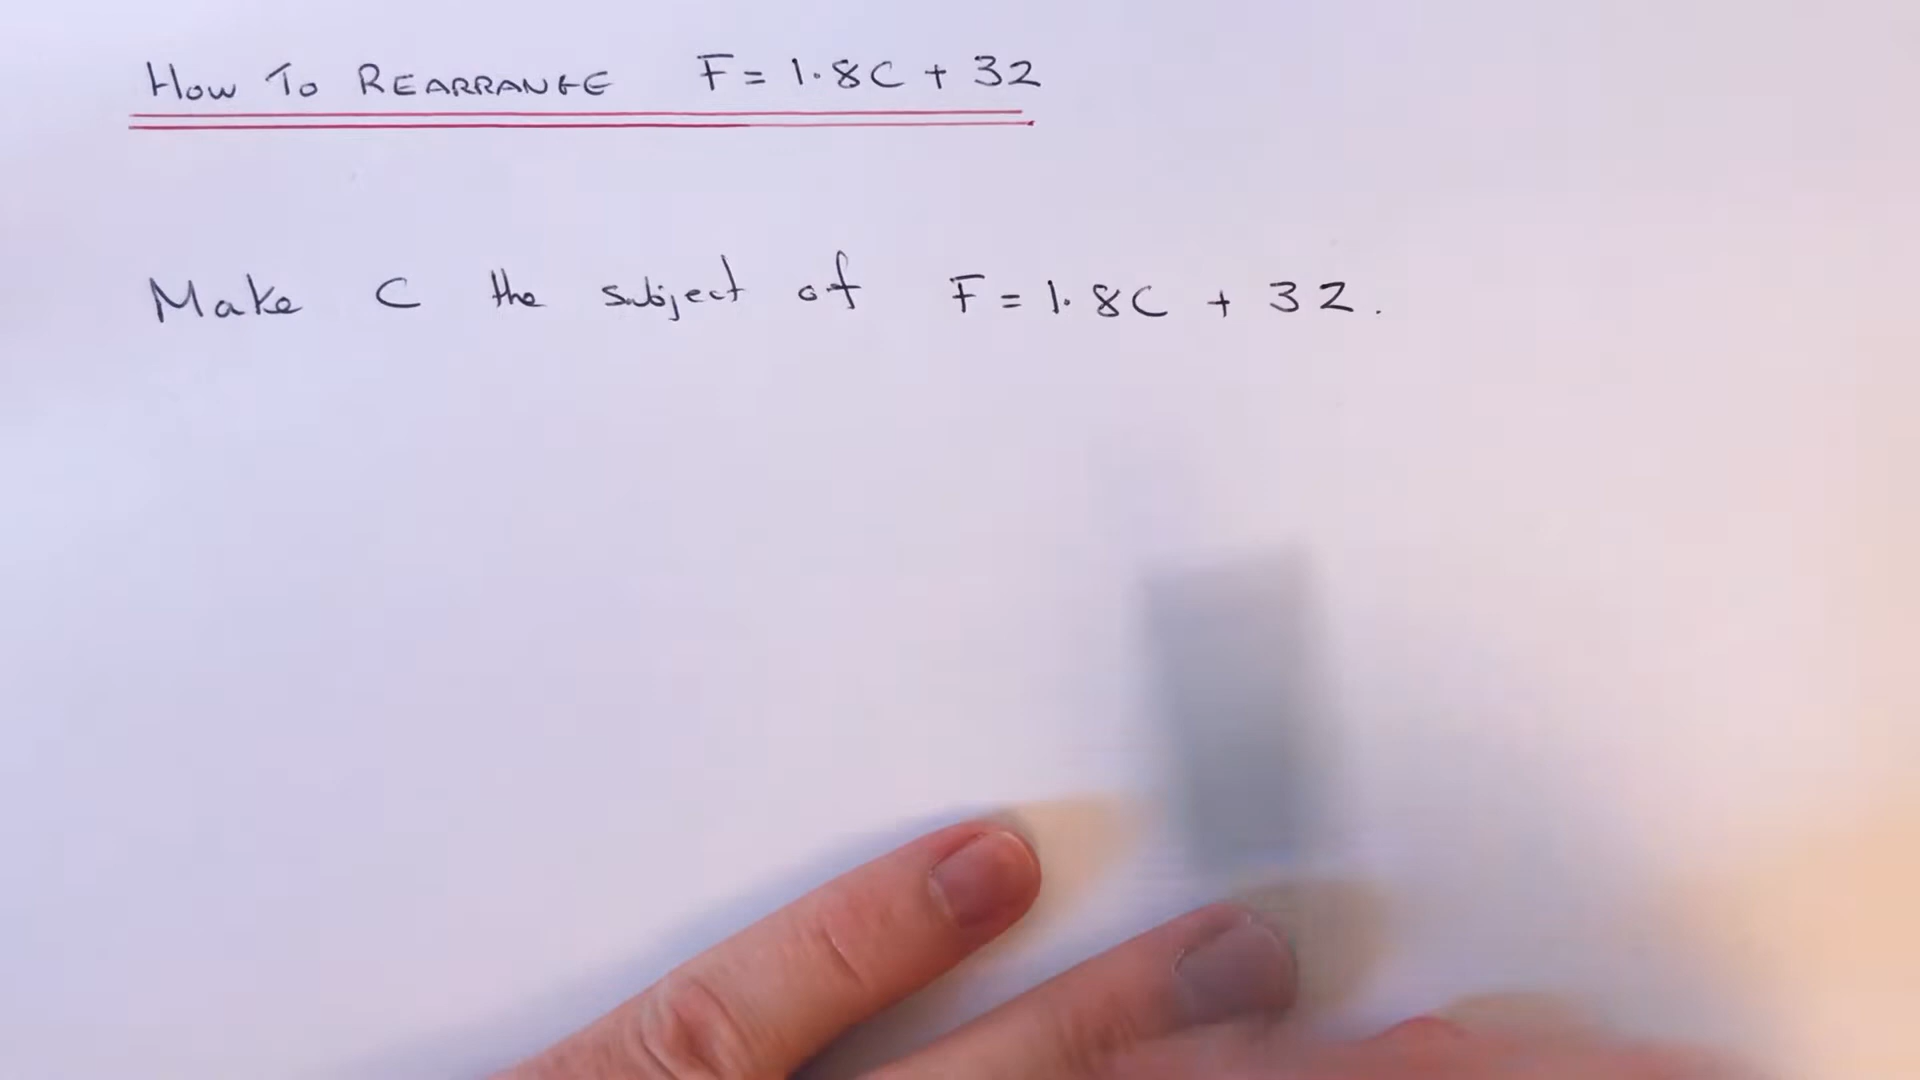 HOW TO REARRANGE F = 1.8C + 32
Make C the subject of F = 1.8C + 32.